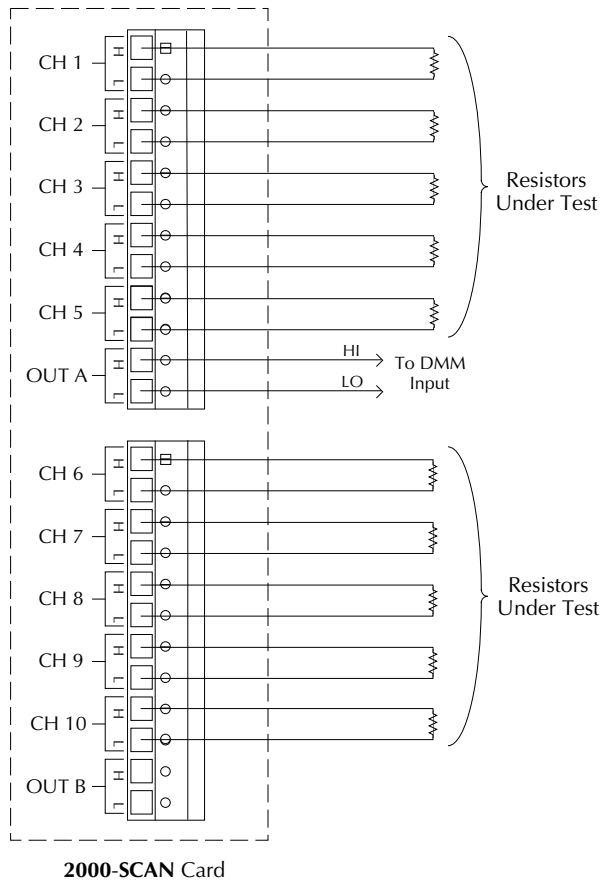 CH 1
H
L
CH 2
H
L
CH 3
H
L
CH 4
H
L
CH 5
H
L
Resistors
Under Test
OUT A
H
L
HI
LO
To DMM
Input
CH 6
H
L
CH 7
H
L
CH 8
H
L
CH 9
H
L
CH 10
H
L
Resistors
Under Test
OUT B
H
L
2000-SCAN Card